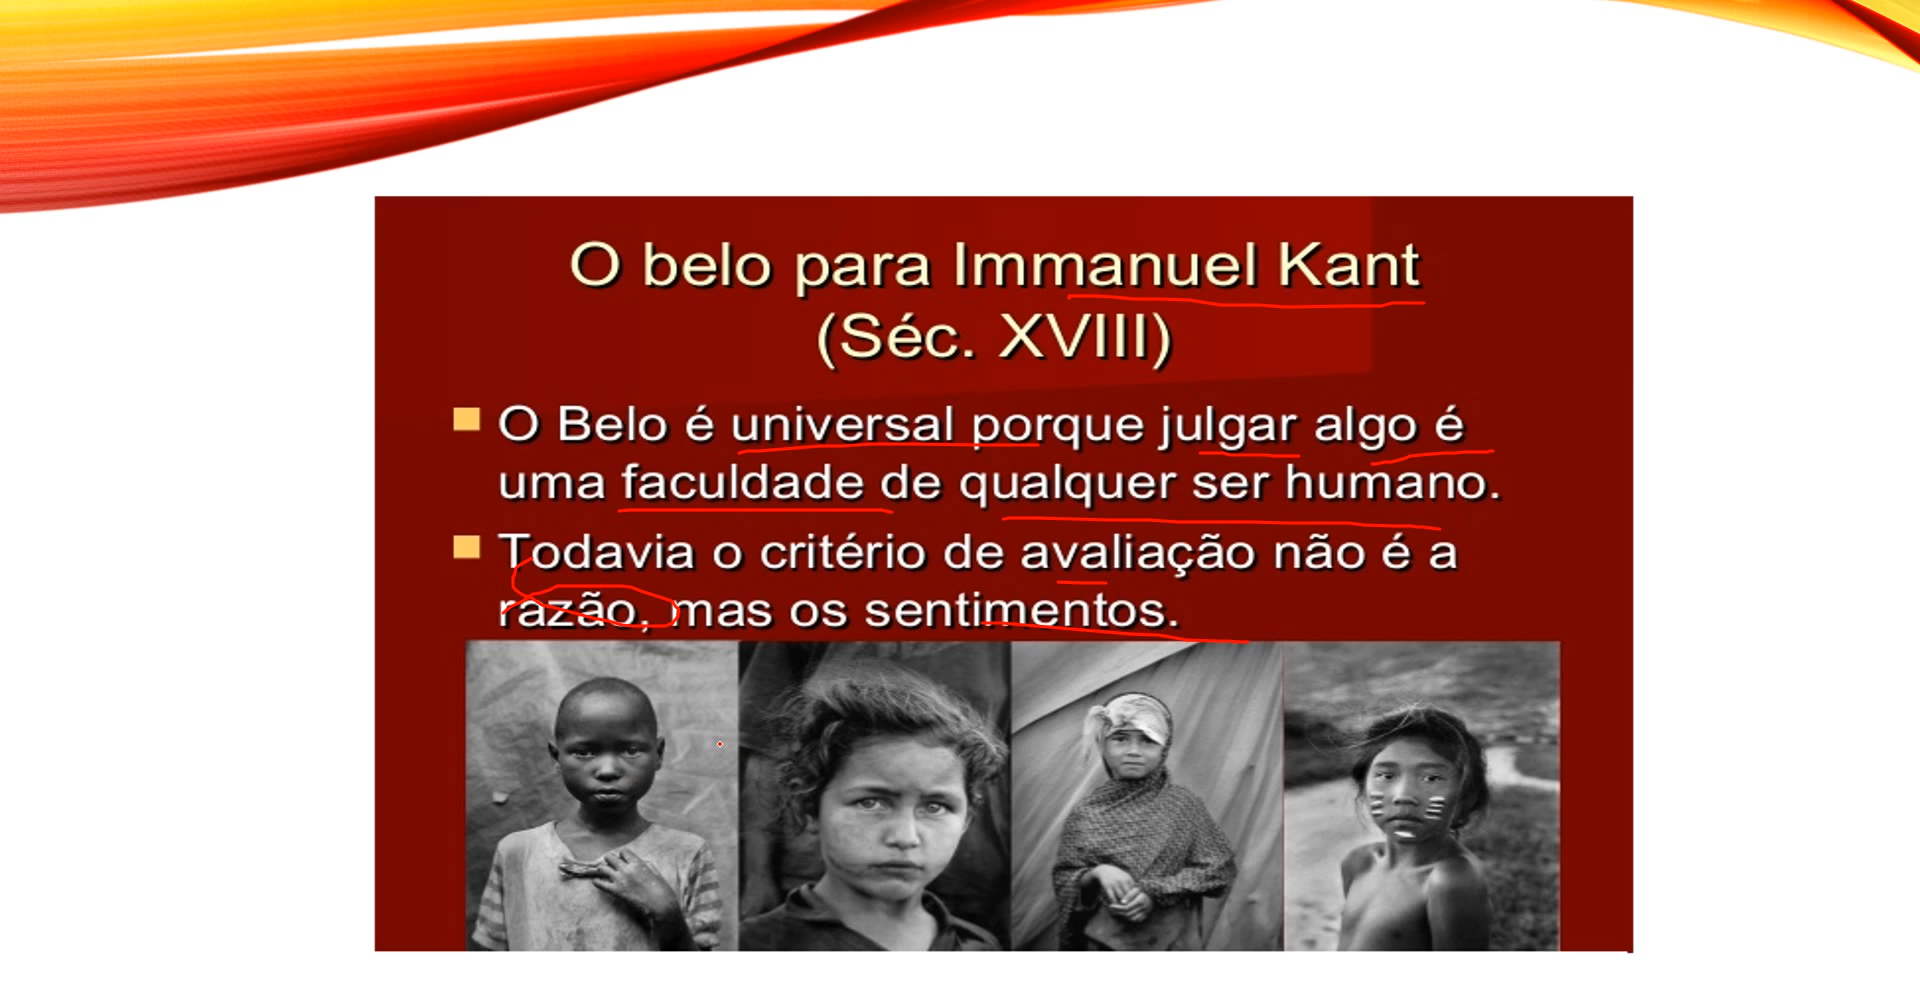 O belo para Immanuel Kant
(Séc. XVIII)
O Belo é universal porque julgar algo é
uma faculdade de qualquer ser humano.
Todavia o critério de avaliação não é a
razão, mas os sentimentos.